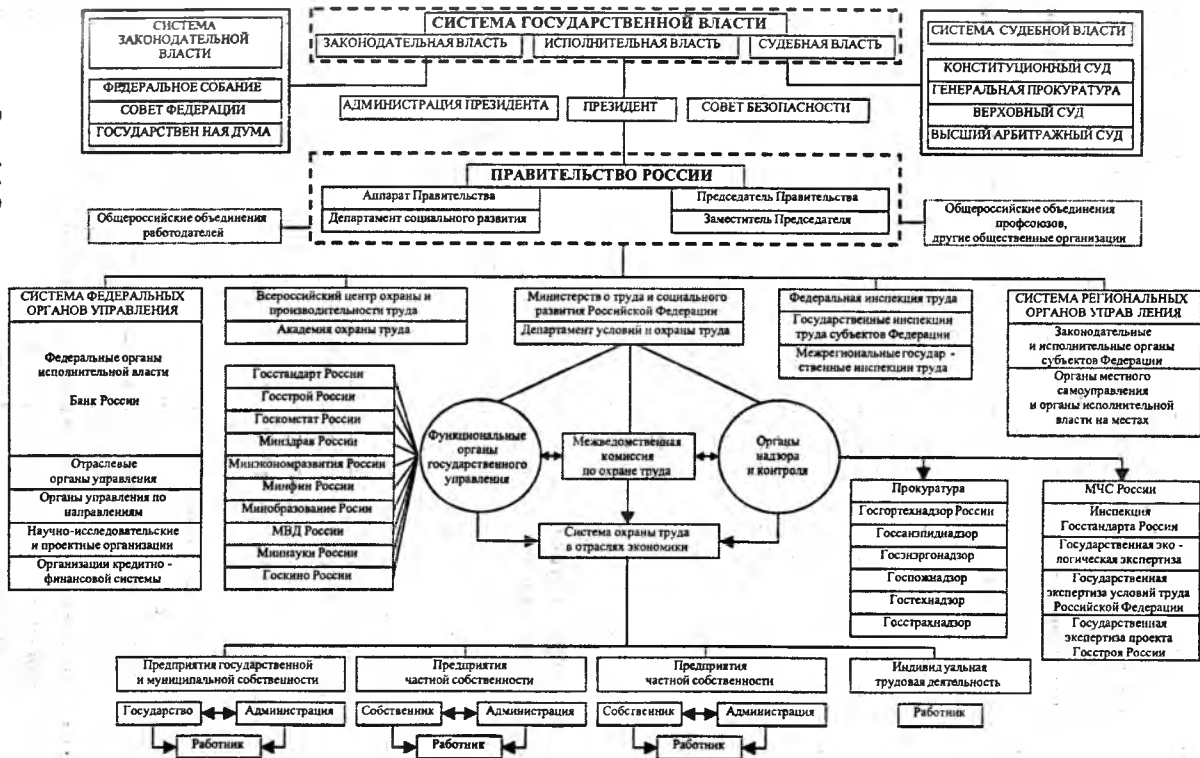 СИСТЕМА
ЗАКОНОДАТЕЛЬНОЙ
ВЛАСТИ
ФЕДЕРАЛЬНОЕ СОБАНИЕ
СОВЕТ ФЕДЕРАЦИИ
ГОСУДАРСТВЕН НАЯ ДУМА
СИСТЕМА ГОСУДАРСТВЕННОЙ ВЛАСТИ
ЗАКОНОДАТЕЛЬНАЯ ВЛАСТЬ
ИСПОЛНИТЕЛЬНАЯ ВЛАСТЬ
СУДЕБНАЯ ВЛАСТЬ
СИСТЕМА СУДЕБНОЙ ВЛАСТИ
КОНСТИТУЦИОННЫЙ СУД
ГЕНЕРАЛЬНАЯ ПРОКУРАТУРА
ВЕРХОВНЫЙ СУД
ВЫСШИЙ АРБИТРАЖНЫЙ СУД
АДМИНИСТРАЦИЯ ПРЕЗИДЕНТА
ПРЕЗИДЕНТ
СОВЕТ БЕЗОПАСНОСТИ
ПРАВИТЕЛЬСТВО РОССИИ
Аппарат Правительства
Департамент социального развития
Председатель Правительства
Заместитель Председателя
Общероссийские объединения
работодателей
Общероссийские объединения
профсоюзов,
другие общественные организации
СИСТЕМА ФЕДЕРАЛЬНЫХ
ОРГАНОВ УПРАВЛЕНИЯ
Федеральные органы
исполнительной власти
Банк России
Отраслевые
органы управления
Органы управления по
направлениям
Научно-исследовательские
и проектные организации
Организации кредитно -
финансовой системы
Всероссийский центр охраны и
производительности труда
Академия охраны труда
Министерств о труда и социального
развития Российской Федерации
Департамент условий и охраны труда
Федеральная инспекция труда
Государственные инспекции
труда субъектов Федерации
Межрегиональные государ -
ственные инспекции труда
СИСТЕМА РЕГИОНАЛЬНЫХ
ОРГАНОВ УПРАВ ЛЕНИЯ
Законодательные
и исполнительные органы
субъектов Федерации
Органы местного
самоуправления
и органы исполнительной
власти на местах
Госстандарт России
Госстрой России
Госкомстат России
Минздрав России
Минэкономразвития России
Минфин России
Минобразование Росии
МВД России
Миннауки России
Госкино России
Функциональные
органы
государственного
управления
Межведомственная
комиссия
по охране труда
Органы
надзора
и контроля
Система охраны труда
в отраслях экономики
Прокуратура
Госгортехнадзор России
Госсанэпиднадзор
Госэнергонадзор
Госпожнадзор
Гостехнадзор
Госстрахнадзор
МЧС России
Инспекция
Госстандарта России
Государственная эко -
логическая экспертиза
Государственная
экспертиза условий труда
Российской Федерации
Государственная
экспертиза проекта
Госстроя России
Предприятия государственной
и муниципальной собственности
Предприятия
частной собственности
Предприятия
частной собственности
Индивид уальная
трудовая деятельность
Государство
Администрация
Работник
Собственник
Администрация
Работник
Собственник
Администрация
Работник
Работник